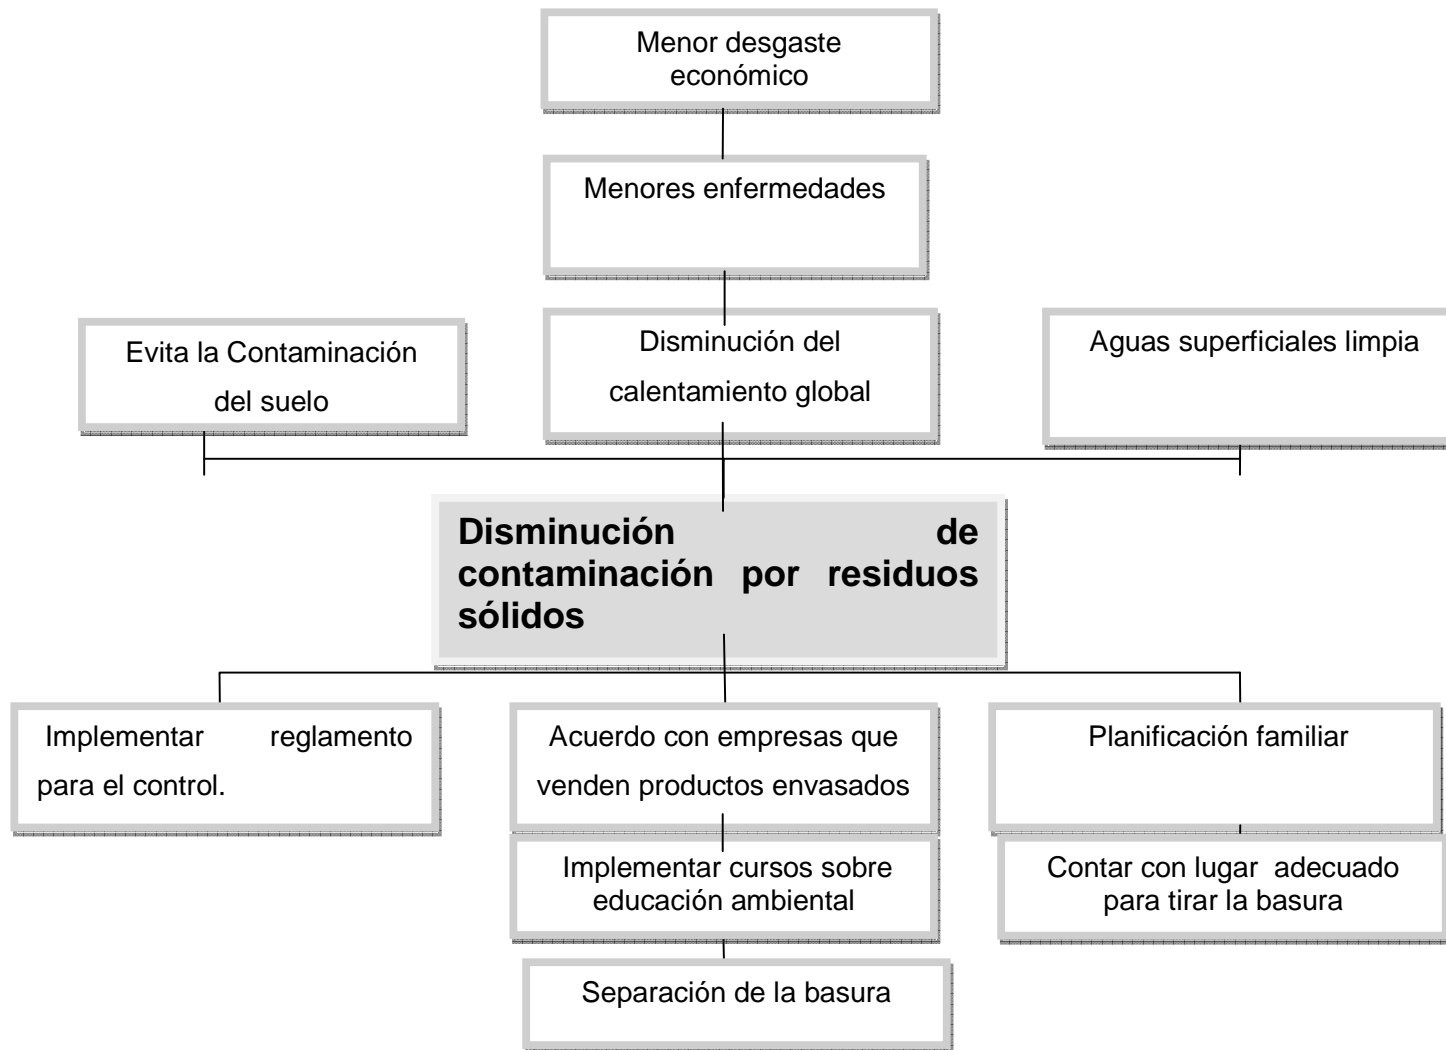 Menor desgaste
económico
Menores enfermedades
Evita la Contaminación
del suelo
Disminución del
calentamiento global
Aguas superficiales limpia
Disminución de
contaminación por residuos
sólidos
Implementar reglamento
para el control.
Acuerdo con empresas que
venden productos envasados
Planificación familiar
Implementar cursos sobre
educación ambiental
Contar con lugar adecuado
para tirar la basura
Separación de la basura